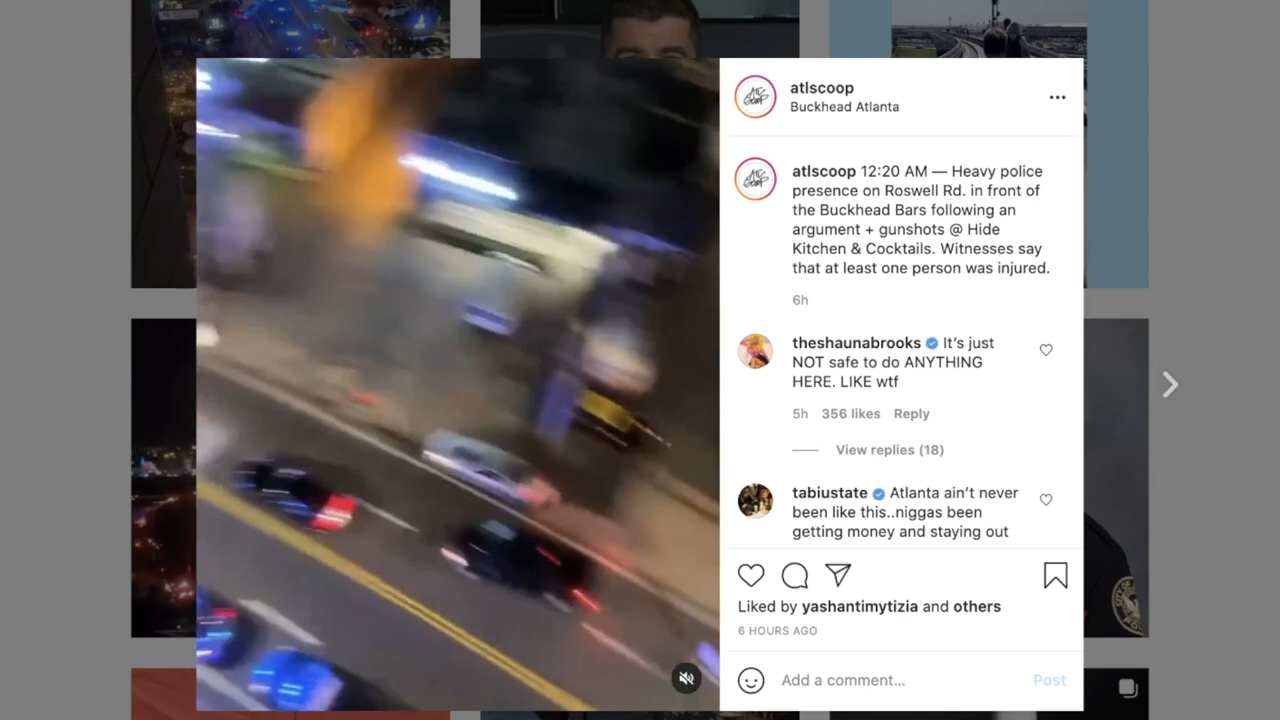 atlscoop
Buckhead Atlanta
atlscoop 12:20 AM — Heavy police
presence on Roswell Rd. in front of
the Buckhead Bars following an
argument + gunshots @ Hide
Kitchen & Cocktails. Witnesses say
that at least one person was injured.
6h
theshaunabrooks It’s just
NOT safe to do ANYTHING
HERE. LIKE wtf
5h 356 likes Reply
View replies (18)
tabiustate Atlanta ain’t never
been like this..niggas been
getting money and staying out
Liked by yashantimytizia and others
6 HOURS AGO
Add a comment...
Post